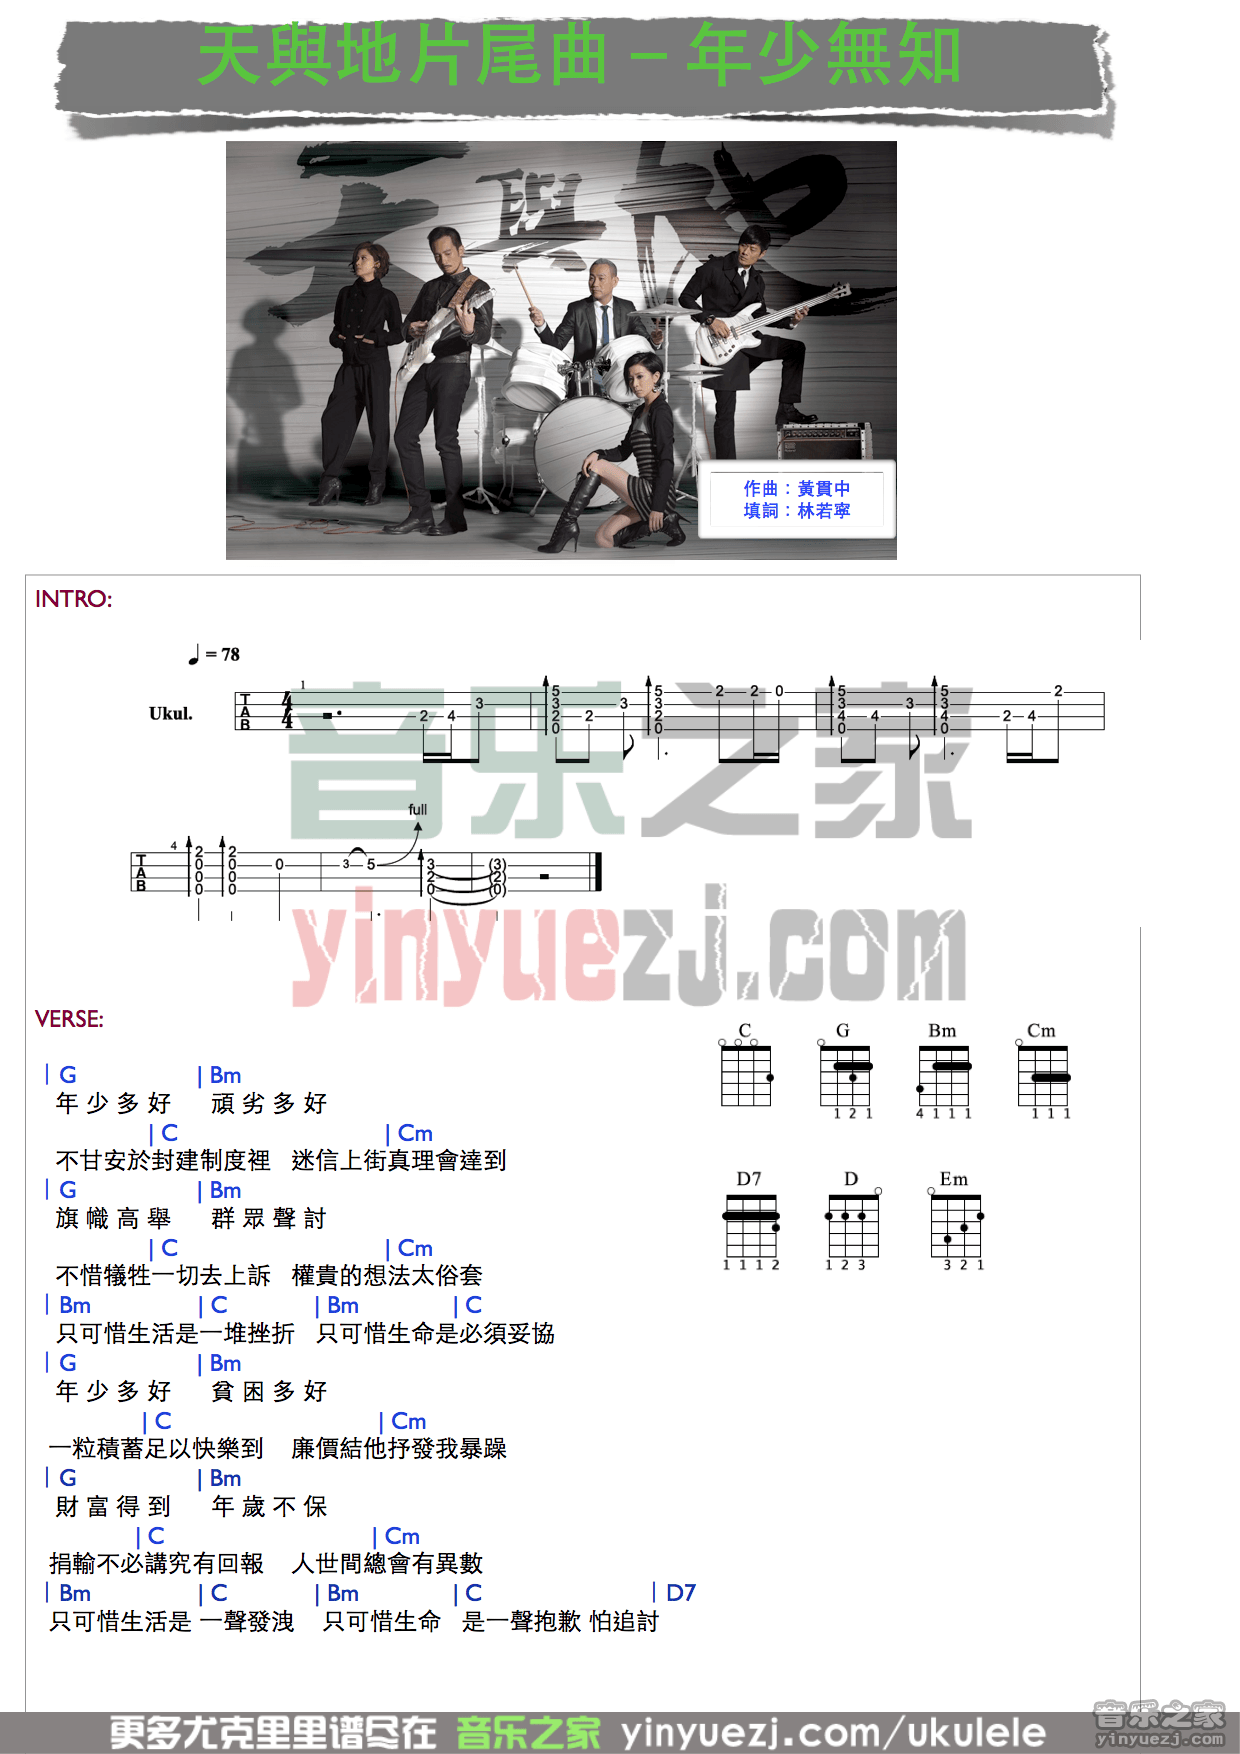 天與地片尾曲－年少無知
天與地
作曲：黃貫中
填詞：林若寧
INTRO:
♩ = 78
Ukul.
TAB
4/4
1
2 4 3
5 3 2 0
2 3
5 3 2 0
2 2 0
5 3 4 0
4 3
5 3 4 0
2 4 2
full
TAB
4
2 0 0 0
2 0 0 0
0
3 5
3 2 0
(3) (2) (0)
音乐之家
yinyuezj.com
VERSE:
C G Bm Cm
1 2 1 4 1 1 1 1 1 1
D7 D Em
1 1 1 2 1 2 3 3 2 1
| G | Bm
年 少 多 好 頑 劣 多 好
| C | Cm
不甘安於封建制度裡 迷信上街真理會達到
| G | Bm
旗 幟 高 舉 群 眾 聲 討
| C | Cm
不惜犧牲一切去上訴 權貴的想法太俗套
| Bm | C | Bm | C
只可惜生活是一堆挫折 只可惜生命是必須妥協
| G | Bm
年 少 多 好 貧 困 多 好
| C | Cm
一粒積蓄足以快樂到 廉價結他抒發我暴躁
| G | Bm
財 富 得 到 年 歲 不 保
| C | Cm
捐輸不必講究有回報 人世間總會有異數
| Bm | C | Bm | C | D7
只可惜生活是 一聲發洩 只可惜生命 是一聲抱歉 怕追討
更多尤克里里谱尽在 音乐之家 yinyuezj.com/ukulele
音乐之家
yinyuezj.com